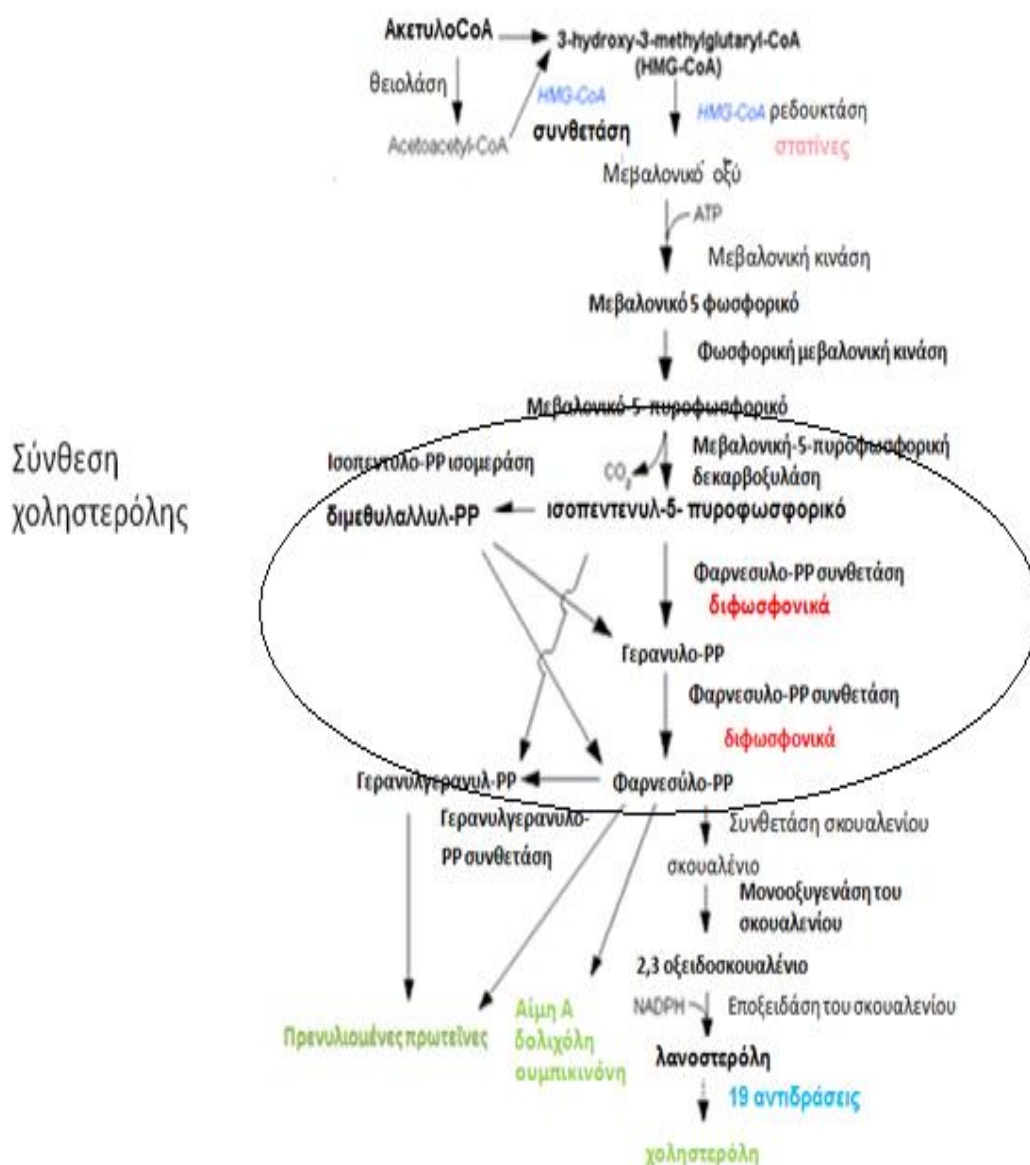 ΑκετυλοCoA
3-hydroxy-3-methylglutaryl-CoA
(HMG-CoA)
θειολάση
HMG-CoA
συνθετάση
HMG-CoA ρεδουκτάση
στατίνες
Acetoacetyl-CoA
Μεβαλονικό οξύ
ATP
Μεβαλονική κινάση
Μεβαλονικό 5 φωσφορικό
Φωσφορική μεβαλονική κινάση
Μεβαλονικό-5- πυροφωσφορικό
Σύνθεση
χοληστερόλης
Ισοπεντυλο-PP ισομεράση
CO2
Μεβαλονική-5-πυροφωσφορική
δεκαρβοξυλάση
διμεθυλαλλυλ-PP
ισοπεντενυλ-5- πυροφωσφορικό
Φαρνεσυλο-PP συνθετάση
διφωσφονικά
Γερανυλο-PP
Φαρνεσυλο-PP συνθετάση
διφωσφονικά
Γερανυλγερανυλ-PP
Φαρνεσύλο-PP
Γερανυλγερανυλο-
PP συνθετάση
Συνθετάση σκουαλενίου
σκουαλένιο
Μονοοξυγενάση του
σκουαλενίου
2,3 οξειδοσκουαλένιο
NADPH
Εποξειδάση του σκουαλενίου
Πρενυλιομένες πρωτεΐνες
Αίμη Α
δολιχόλη
ουμπικινόνη
λανοστερόλη
19 αντιδράσεις
χοληστερόλη